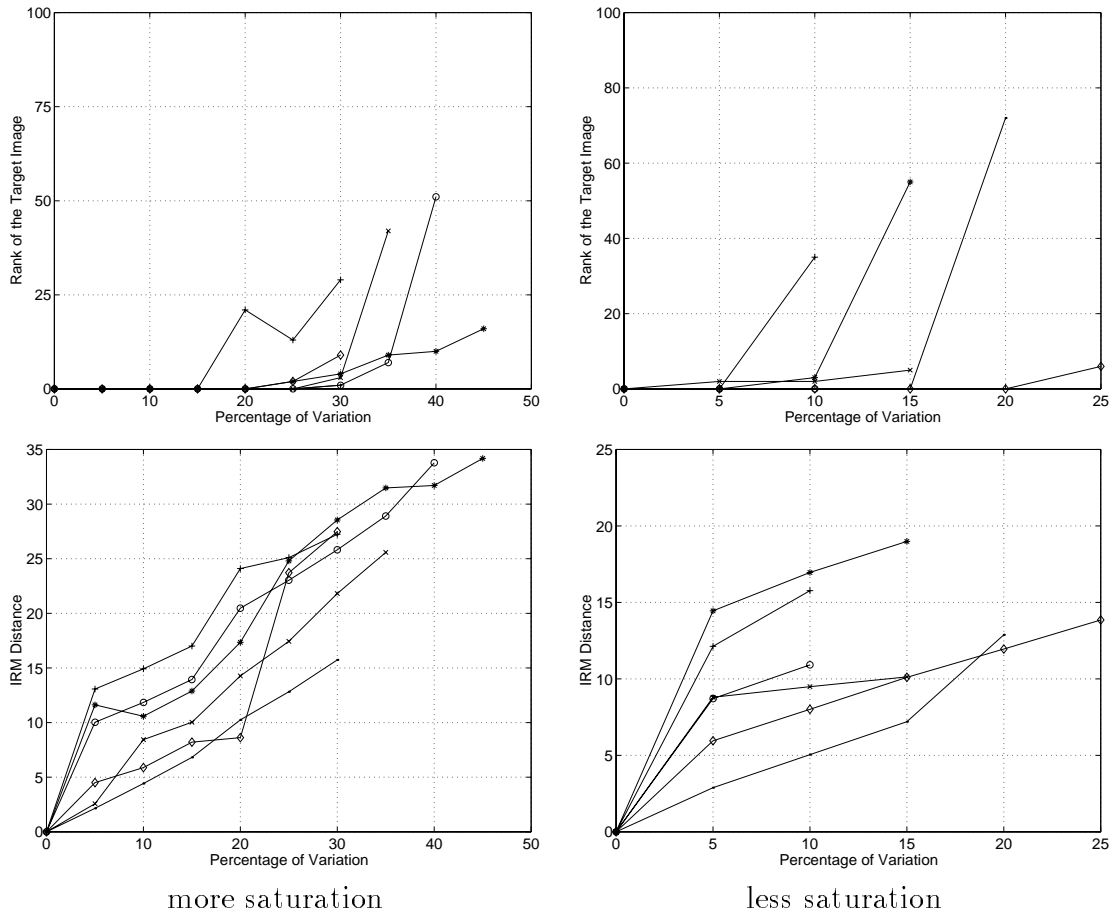 100
75
50
25
0
0 10 20 30 40 50
Percentage of Variation
Rank of the Target Image
100
80
60
40
20
0
0 5 10 15 20 25
Percentage of Variation
Rank of the Target Image
35
30
25
20
15
10
5
0
0 10 20 30 40 50
Percentage of Variation
IRM Distance
more saturation
25
20
15
10
5
0
0 5 10 15 20 25
Percentage of Variation
IRM Distance
less saturation